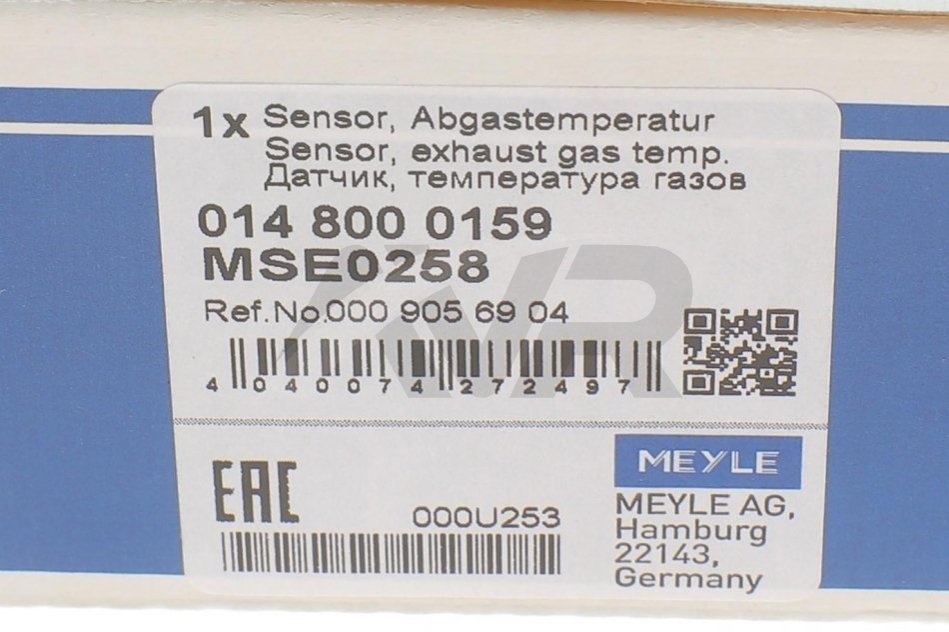 1x Sensor, Abgastemperatur
Sensor, exhaust gas temp.
Датчик, температура газов
014 800 0159
MSE0258
Ref.No.000 905 69 04
4 040074 272497
EAC
000U253
MEYLE
MEYLE AG,
Hamburg
22143,
Germany
VR